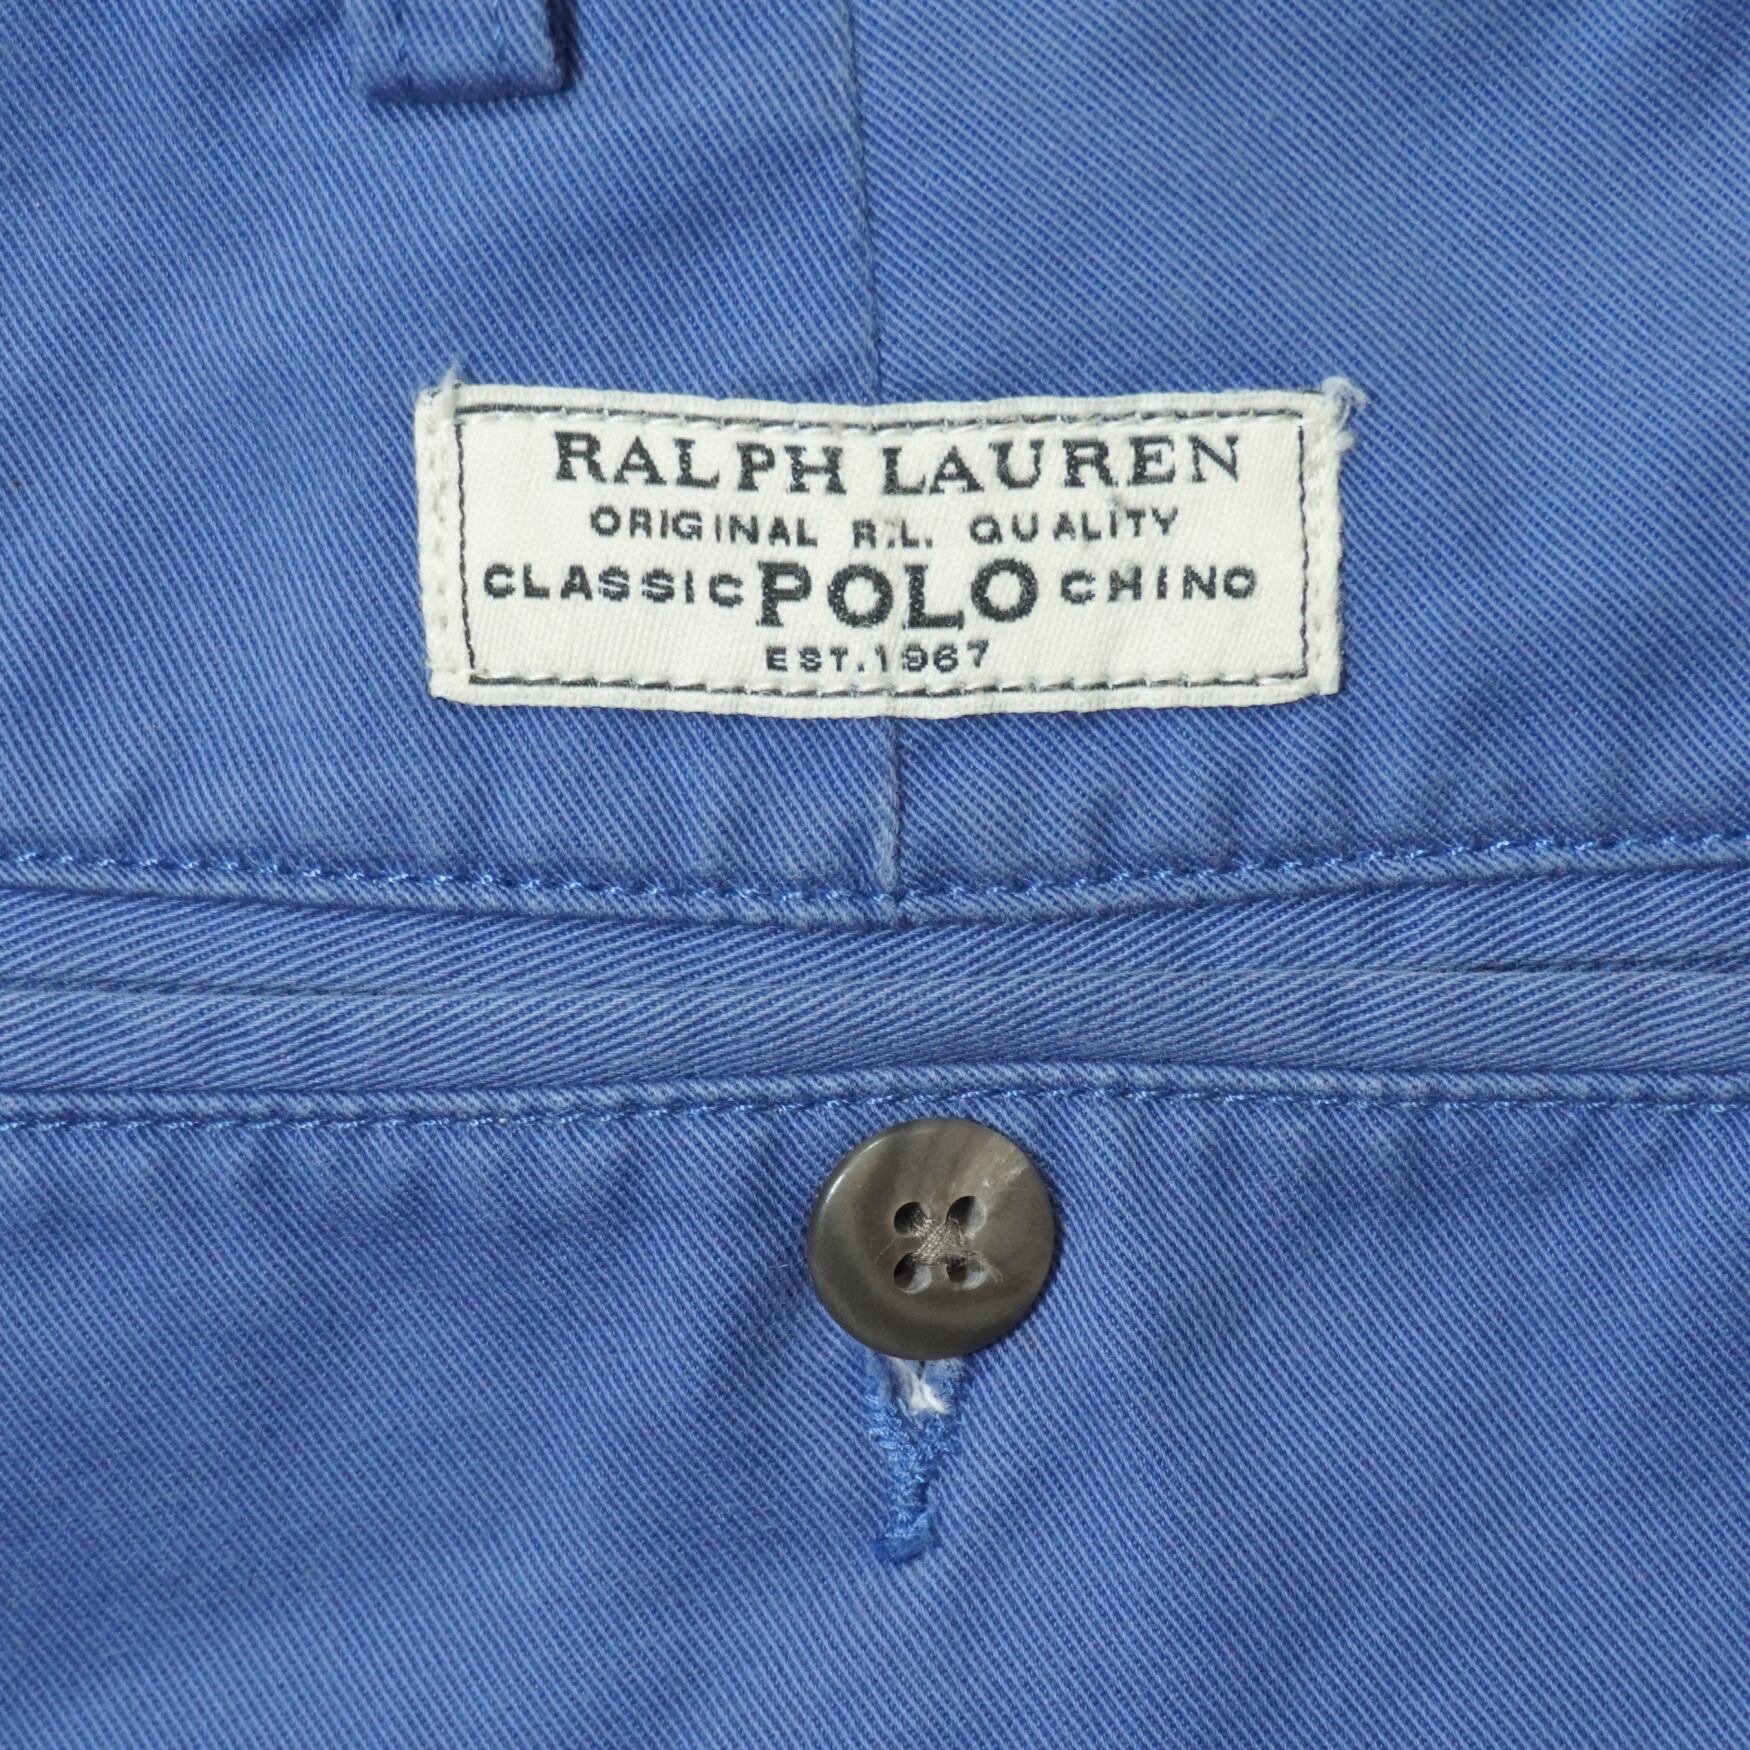 RALPH LAUREN
ORIGINAL R.L. QUALITY
CLASSIC POLO CHINO
EST. 1967